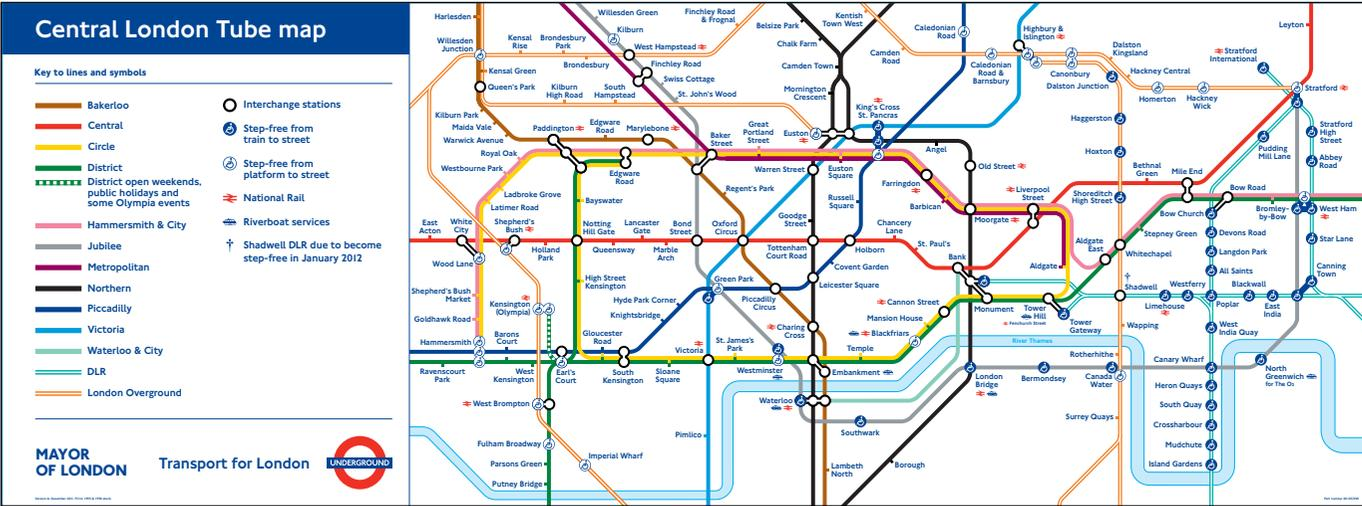 Central London Tube map
Key to lines and symbols
Bakerloo
Central
Circle
District
District open weekends,
public holidays and
some Olympia events
Hammersmith & City
Jubilee
Metropolitan
Northern
Piccadilly
Victoria
Waterloo & City
DLR
London Overground
Interchange stations
Step-free from
train to street
Step-free from
platform to street
National Rail
Riverboat services
† Shadwell DLR due to become
step-free in January 2012
MAYOR
OF LONDON
Transport for London
UNDERGROUND
Harlesden
Willesden
Junction
Kensal Green
Queen's Park
Kilburn Park
Maida Vale
Warwick Avenue
Royal Oak
Westbourne Park
Ladbroke Grove
Latimer Road
Kensal
Rise
Brondesbury
Park
Brondesbury
Kilburn
High Road
South
Hampstead
Willesden Green
Kilburn
West Hampstead
Finchley Road
Swiss Cottage
St. John's Wood
Finchley Road
& Frognal
Belsize Park
Chalk Farm
Camden Town
Mornington
Crescent
Kentish
Town West
Camden
Road
Caledonian
Road
Caledonian
Road &
Barnsbury
Highbury &
Islington
Canonbury
Dalston
Kingsland
Dalston Junction
Hackney Central
Homerton
Hackney
Wick
Stratford
International
Leyton
Stratford
Stratford
High
Street
Abbey
Road
Pudding
Mill Lane
Haggerston
Hoxton
Shoreditch
High Street
Bethnal
Green
Mile End
Bow Road
Bow Church
Bromley-
by-Bow
West Ham
Star Lane
Canning
Town
Devons Road
Langdon Park
All Saints
Stepney Green
Whitechapel
Paddington
Edgware
Road
Marylebone
Baker
Street
Great
Portland
Street
Euston
King's Cross
St. Pancras
Angel
Old Street
Edgware
Road
Bayswater
Regent's Park
Warren Street
Euston
Square
Farringdon
Barbican
Moorgate
Liverpool
Street
Russell
Square
Goodge
Street
East
Acton
White
City
Shepherd's
Bush
Wood Lane
Holland
Park
Notting
Hill Gate
Queensway
Lancaster
Gate
Marble
Arch
Bond
Street
Oxford
Circus
Tottenham
Court Road
Holborn
Chancery
Lane
St. Paul's
Bank
Aldgate
East
Aldgate
Shepherd's Bush
Market
Goldhawk Road
Hammersmith
Kensington
(Olympia)
High Street
Kensington
Hyde Park Corner
Knightsbridge
Green Park
Piccadilly
Circus
Leicester Square
Covent Garden
Cannon Street
Mansion House
Blackfriars
Monument
Tower
Hill
Fenchurch Street
Tower
Gateway
†
Shadwell
Limehouse
Westferry
Poplar
Blackwall
East
India
Barons
Court
Gloucester
Road
Ravenscourt
Park
West
Kensington
Earl's
Court
South
Kensington
Sloane
Square
Victoria
St. James's
Park
Westminster
Charing
Cross
Embankment
Temple
Waterloo
Southwark
River Thames
London
Bridge
Bermondsey
Wapping
Rotherhithe
Canada
Water
Surrey Quays
West
India Quay
Canary Wharf
Heron Quays
South Quay
Crossharbour
Mudchute
Island Gardens
North
Greenwich
for The O2
West Brompton
Fulham Broadway
Parsons Green
Putney Bridge
Imperial Wharf
Pimlico
Lambeth
North
Borough